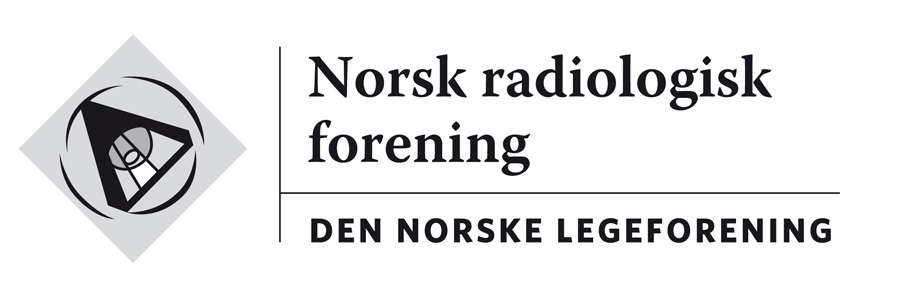 Norsk radiologisk
forening
DEN NORSKE LEGEFORENING